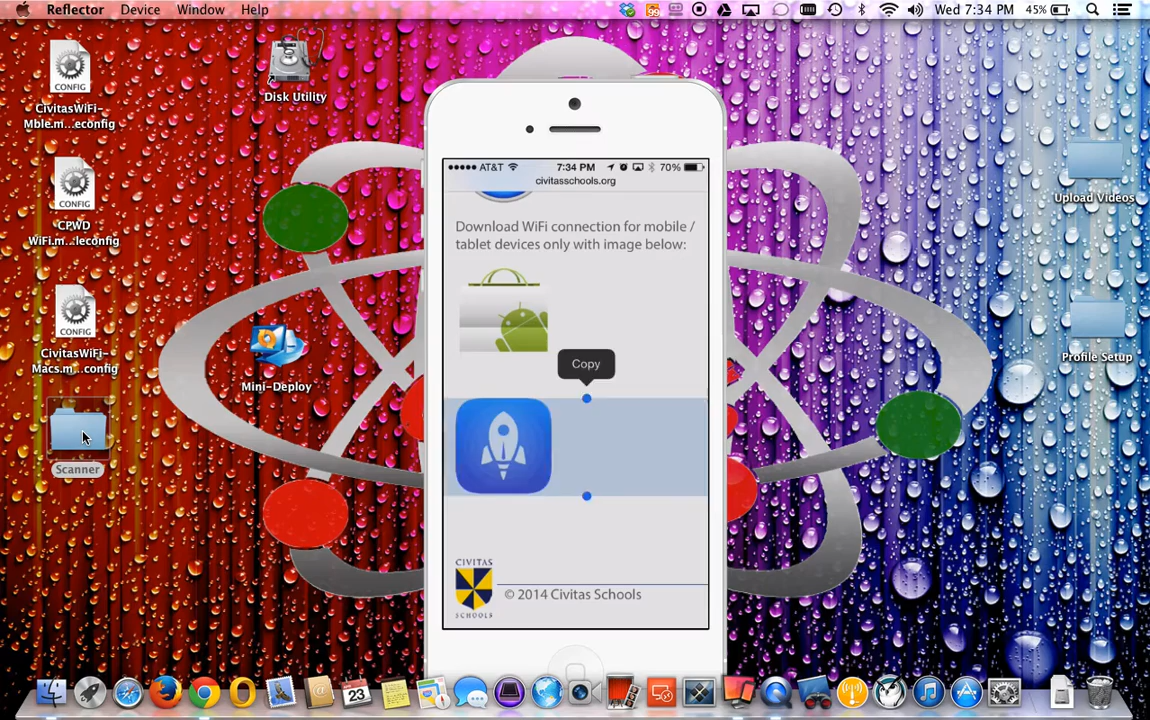 Reflector Device Window Help
99
Wed 7:34 PM 45%
CONFIG
CivitasWiFi-
Mble.m...econfig
Disk Utility
CONFIG
CPWD
WiFi.m...leconfig
CONFIG
CivitasWiFi-
Macs.m...config
Mini-Deploy
Scanner
Upload Videos
Profile Setup
AT&T 7:34 PM 70%
civitasschools.org
Download WiFi connection for mobile /
tablet devices only with image below:
Copy
CIVITAS
SCHOOLS
© 2014 Civitas Schools
23